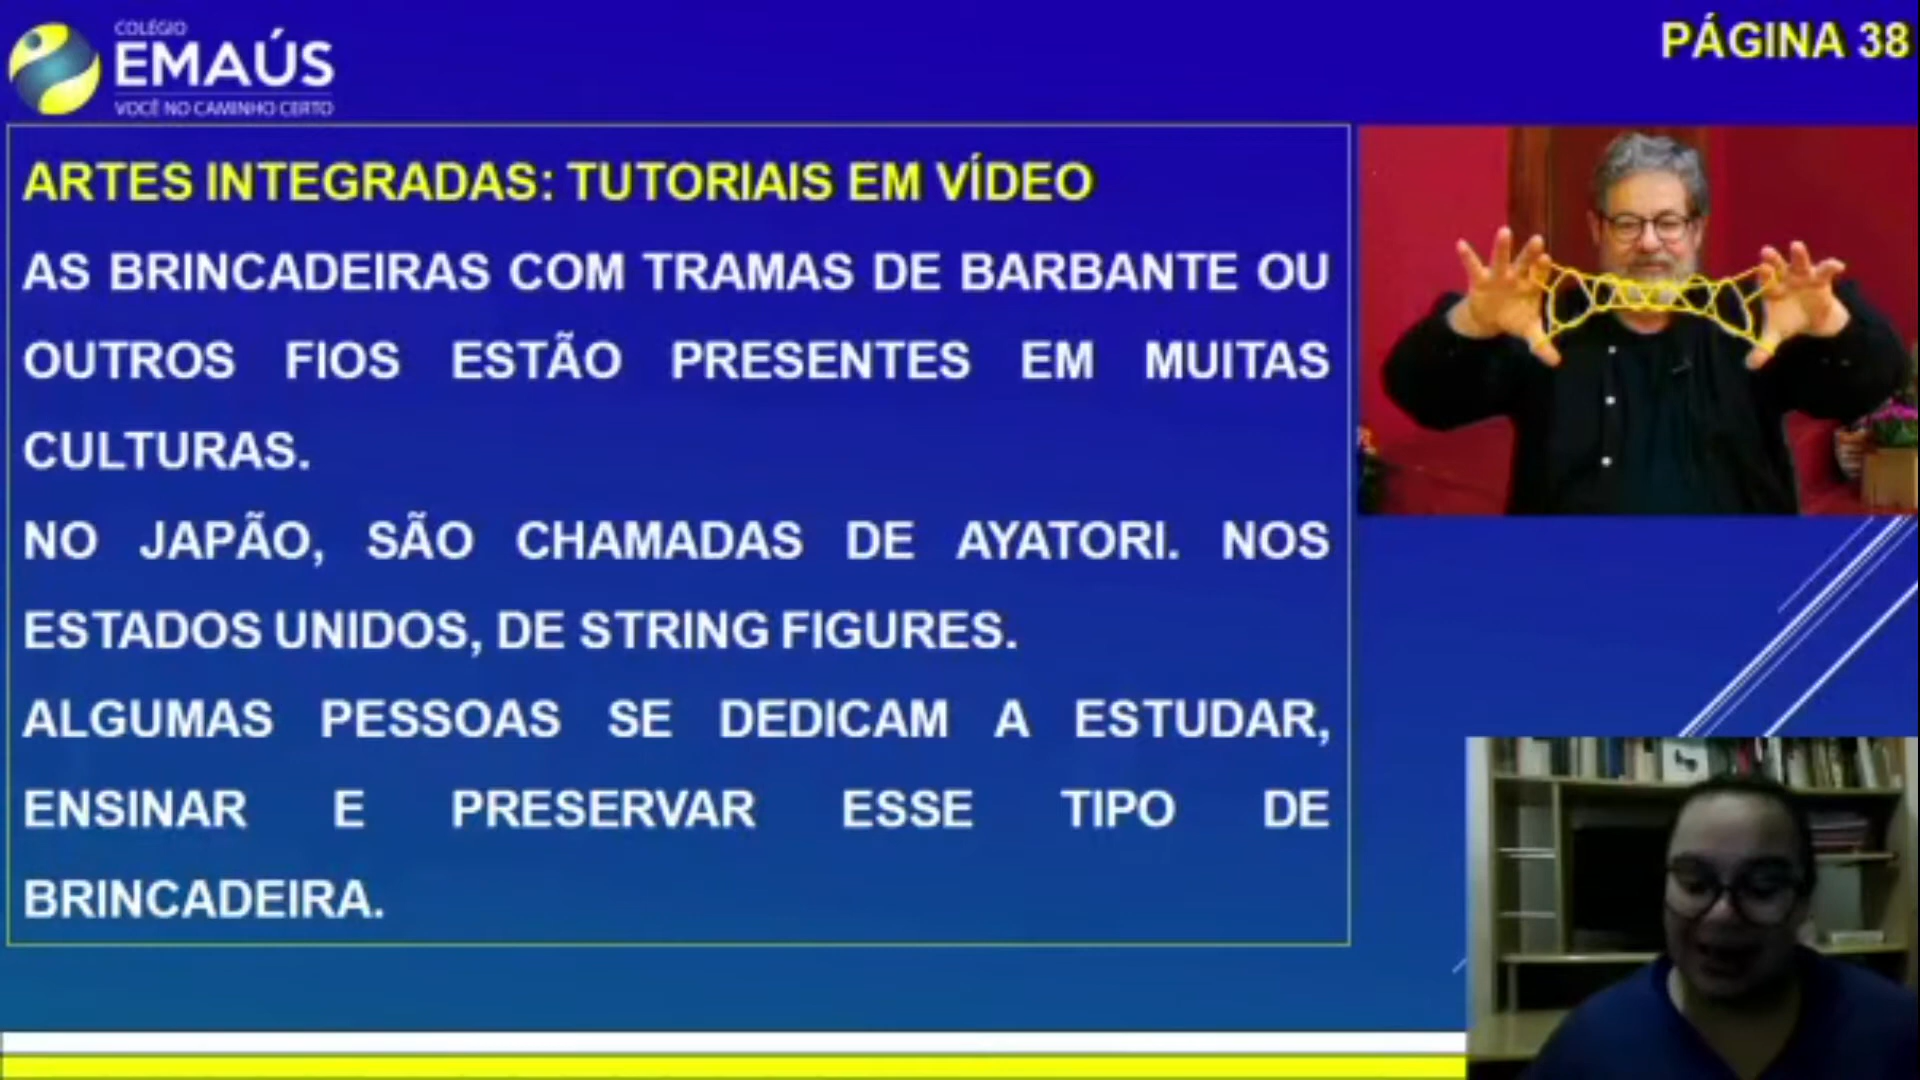 COLÉGIO
EMAÚS
VOCÊ NO CAMINHO CERTO
PÁGINA 38
ARTES INTEGRADAS: TUTORIAIS EM VÍDEO
AS BRINCADEIRAS COM TRAMAS DE BARBANTE OU
OUTROS FIOS ESTÃO PRESENTES EM MUITAS
CULTURAS.
NO JAPÃO, SÃO CHAMADAS DE AYATORI. NOS
ESTADOS UNIDOS, DE STRING FIGURES.
ALGUMAS PESSOAS SE DEDICAM A ESTUDAR,
ENSINAR E PRESERVAR ESSE TIPO DE
BRINCADEIRA.